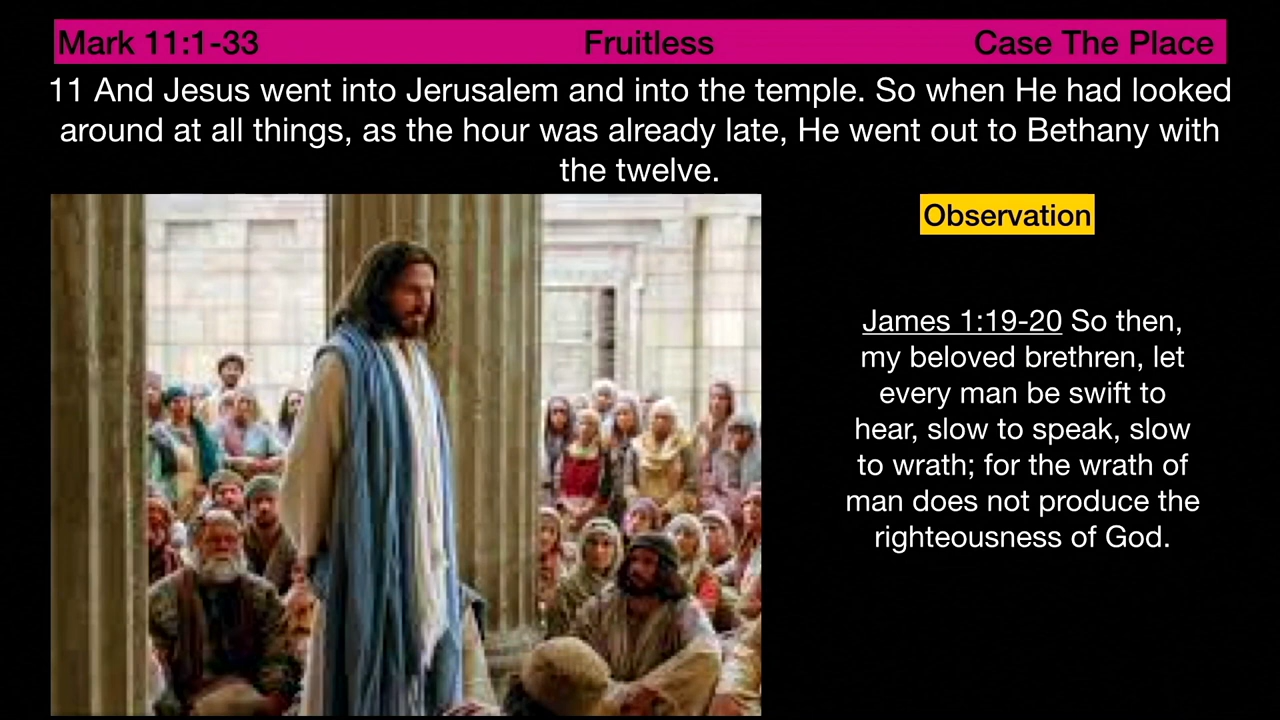 Mark 11:1-33 Fruitless Case The Place
11 And Jesus went into Jerusalem and into the temple. So when He had looked
around at all things, as the hour was already late, He went out to Bethany with
the twelve.
Observation
James 1:19-20 So then,
my beloved brethren, let
every man be swift to
hear, slow to speak, slow
to wrath; for the wrath of
man does not produce the
righteousness of God.